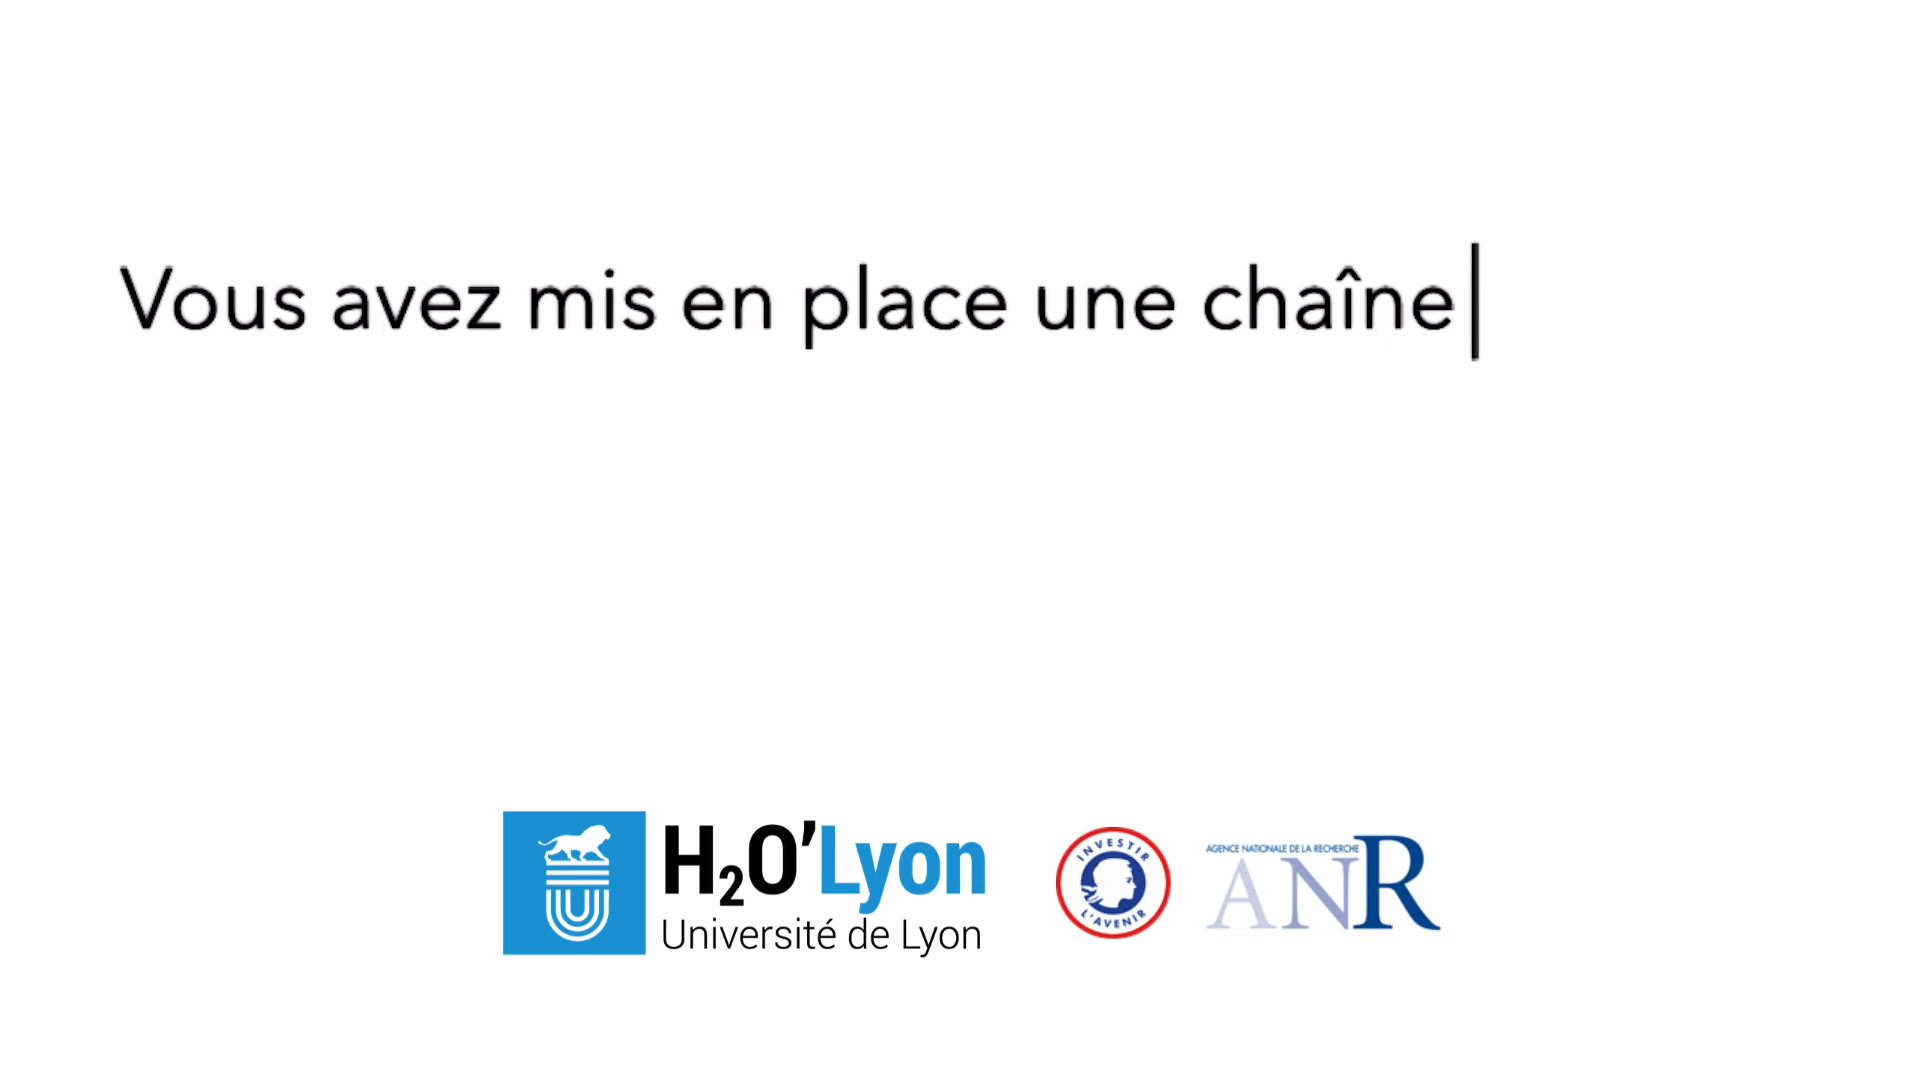 Vous avez mis en place une chaîne
H₂O'Lyon
Université de Lyon
INVESTIR
L'AVENIR
AGENCE NATIONALE DE LA RECHERCHE
ANR